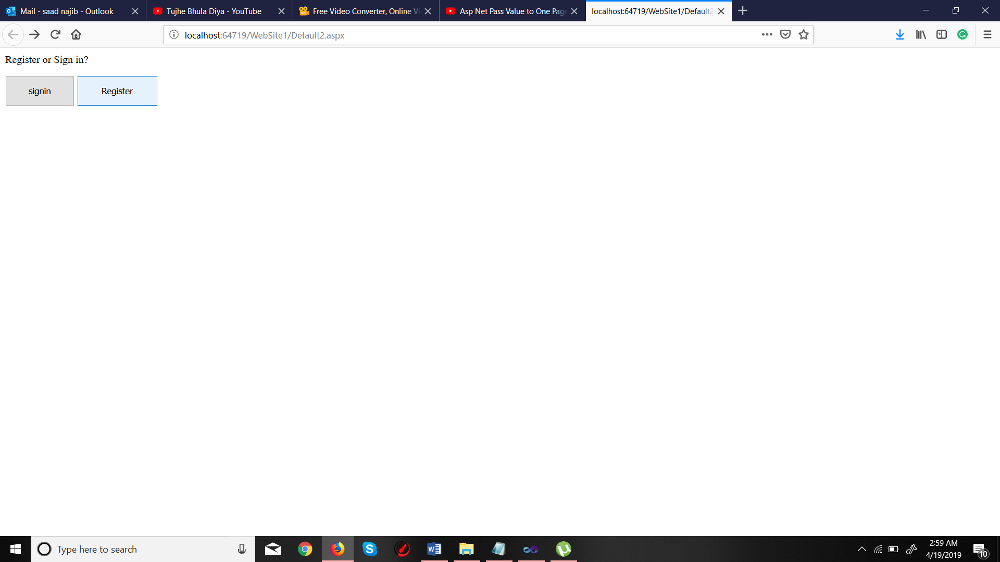 Mail - saad najib - Outlook
Tujhe Bhula Diya - YouTube
Free Video Converter, Online Vi
Asp Net Pass Value to One Page
localhost:64719/WebSite1/Default2
localhost:64719/WebSite1/Default2.aspx
Register or Sign in?
signin
Register
Type here to search
2:59 AM
4/19/2019
10